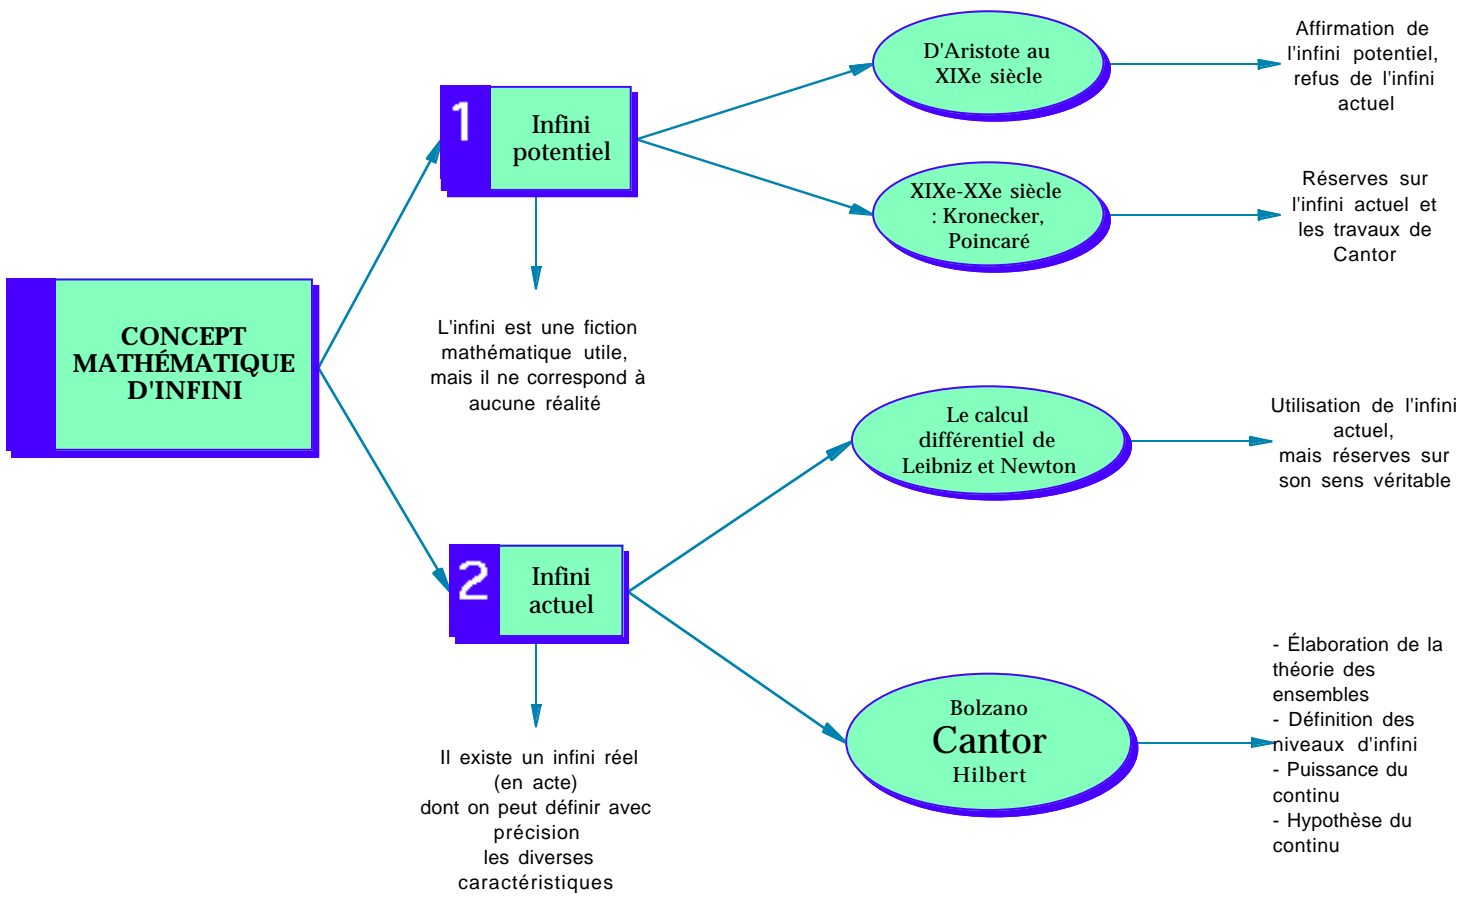 CONCEPT
MATHÉMATIQUE
D'INFINI
1
Infini
potentiel
L'infini est une fiction
mathématique utile,
mais il ne correspond à
aucune réalité
D'Aristote au
XIXe siècle
Affirmation de
l'infini potentiel,
refus de l'infini
actuel
XIXe-XXe siècle
: Kronecker,
Poincaré
Réserves sur
l'infini actuel et
les travaux de
Cantor
2
Infini
actuel
Il existe un infini réel
(en acte)
dont on peut définir avec
précision
les diverses
caractéristiques
Le calcul
différentiel de
Leibniz et Newton
Utilisation de l'infini
actuel,
mais réserves sur
son sens véritable
Bolzano
Cantor
Hilbert
- Élaboration de la
théorie des
ensembles
- Définition des
niveaux d'infini
- Puissance du
continu
- Hypothèse du
continu